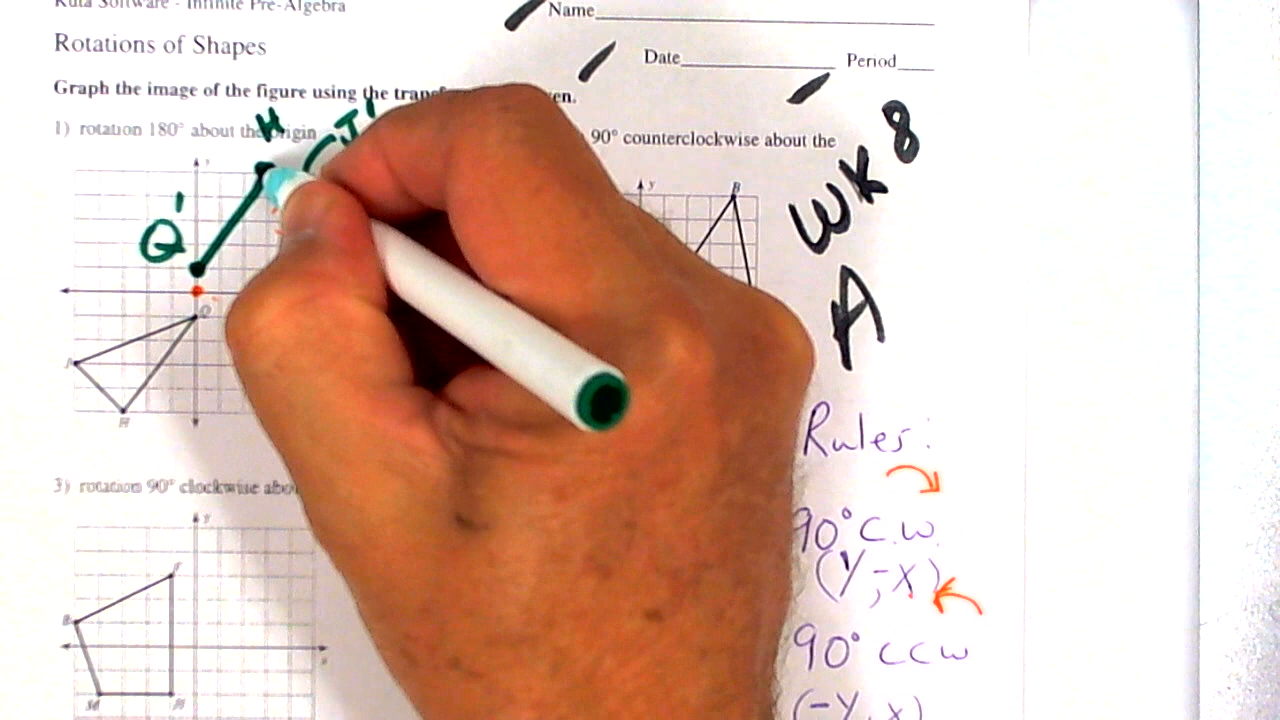 Kuta Software - Infinite Pre-Algebra
Name
Rotations of Shapes
Date Period
Graph the image of the figure using the en.
1) rotation 180° about the origin
90° counterclockwise about the
H
J'
Q'
y
y
B
Q
H
WK 8
A
Rules:
90° C.W.
(Y, -X)
90° CCW
(-Y, X)
3) rotation 90° clockwise
y
x
M